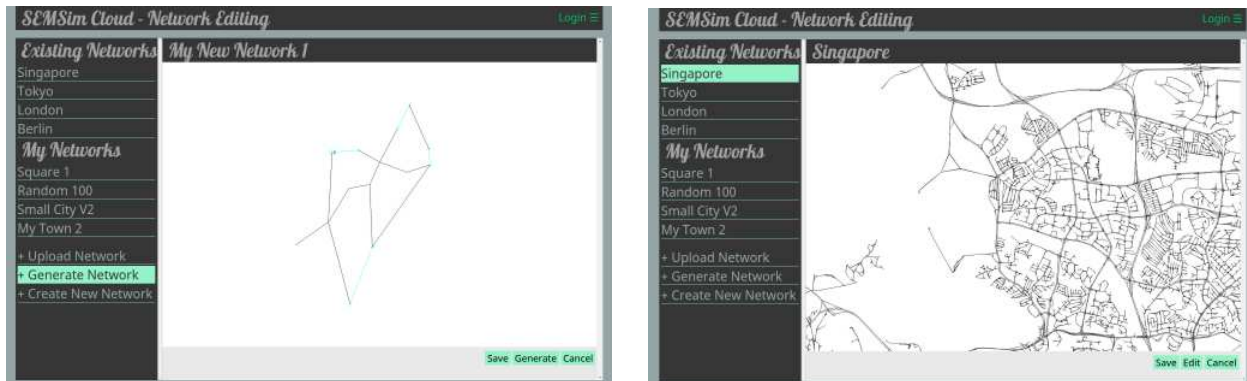 SEMSim Cloud - Network Editing
Login ☰
Existing Networks
Singapore
Tokyo
London
Berlin
My Networks
Square 1
Random 100
Small City V2
My Town 2
+ Upload Network
+ Generate Network
+ Create New Network
My New Network 1
Save Generate Cancel
SEMSim Cloud - Network Editing
Login ☰
Existing Networks
Singapore
Tokyo
London
Berlin
My Networks
Square 1
Random 100
Small City V2
My Town 2
+ Upload Network
+ Generate Network
+ Create New Network
Singapore
Save Edit Cancel